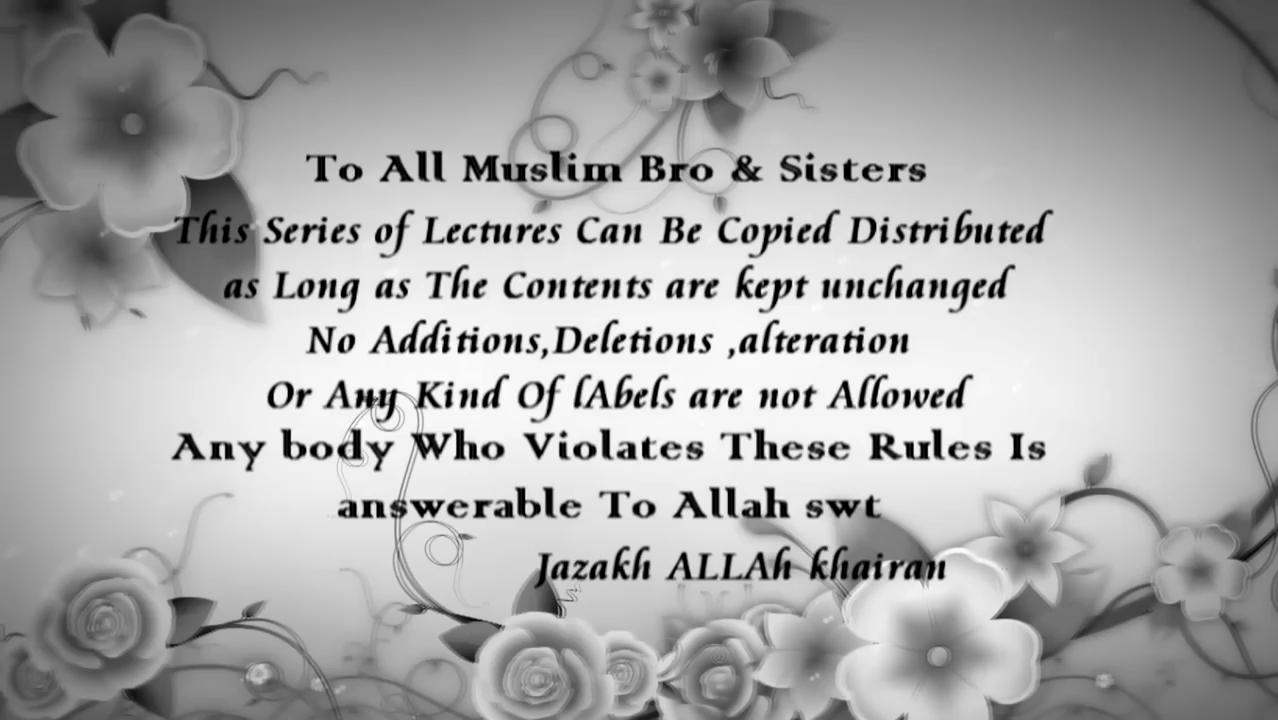 To All Muslim Bro & Sisters
This Series of Lectures Can Be Copied Distributed
as Long as The Contents are kept unchanged
No Additions,Deletions ,alteration
Or Any Kind Of lAbels are not Allowed
Any body Who Violates These Rules Is
answerable To Allah swt
Jazakh ALLAh khairan